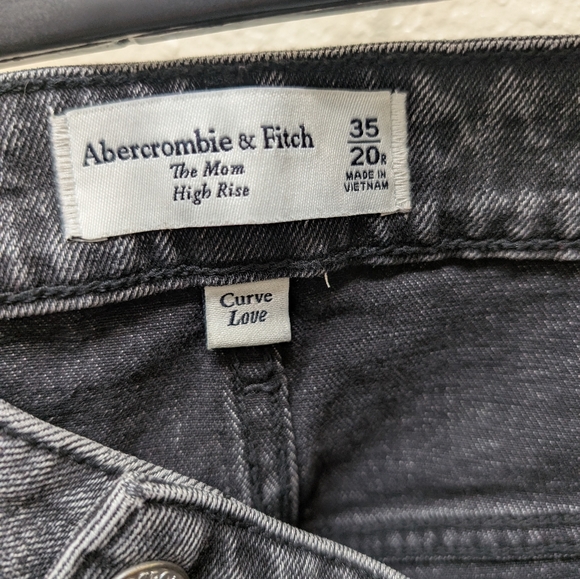 Abercrombie & Fitch
The Mom
High Rise
35
20R
MADE IN
VIETNAM
Curve
Love